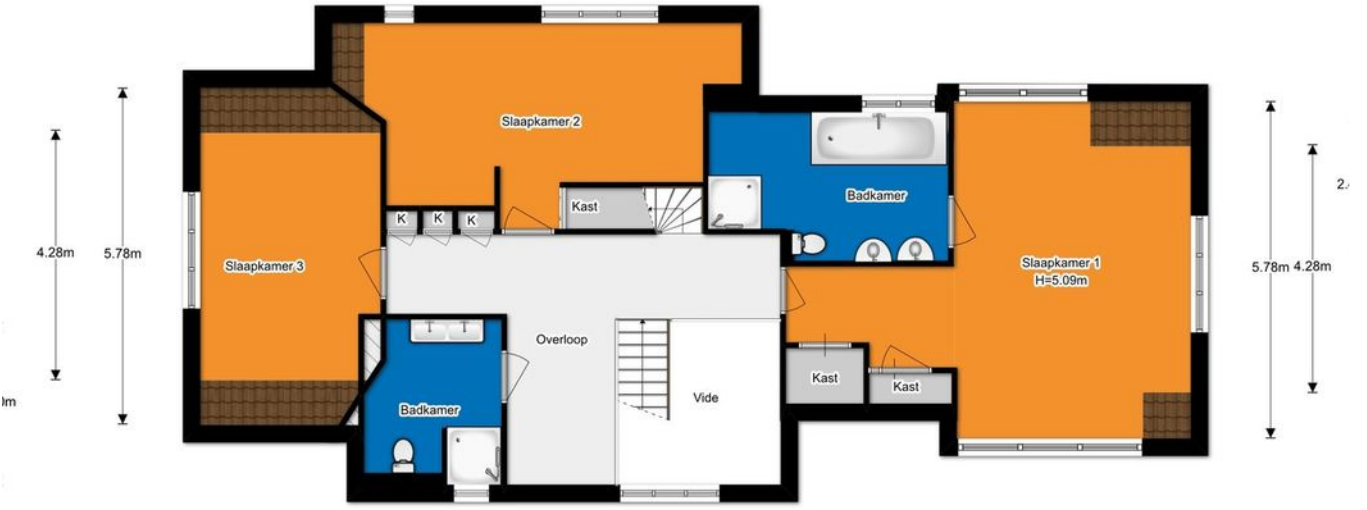 Slaapkamer 2
Badkamer
Kast
K
K
K
4.28m
5.78m
Slaapkamer 3
Slaapkamer 1
H=5.09m
5.78m
4.28m
2.
Overloop
Kast
Kast
Vide
Badkamer
m